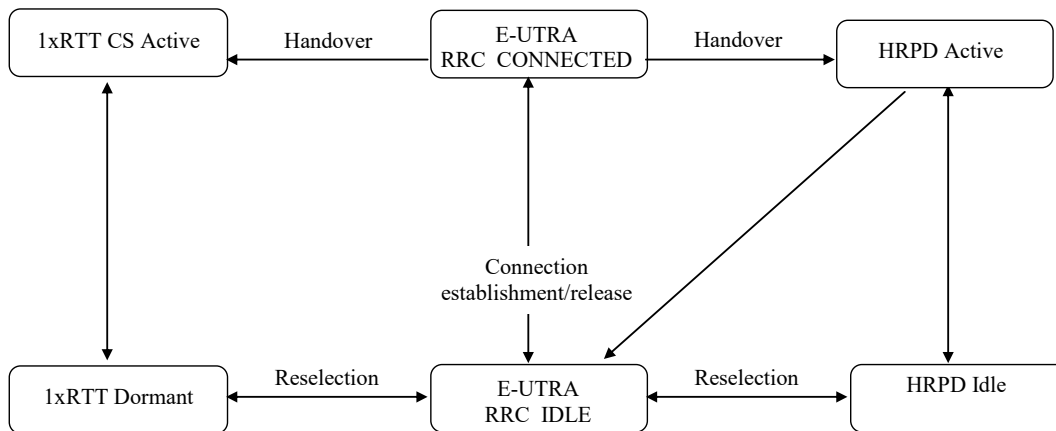 1xRTT CS Active
Handover
E-UTRA
RRC CONNECTED
Handover
HRPD Active
Connection
establishment/release
1xRTT Dormant
Reselection
E-UTRA
RRC IDLE
Reselection
HRPD Idle